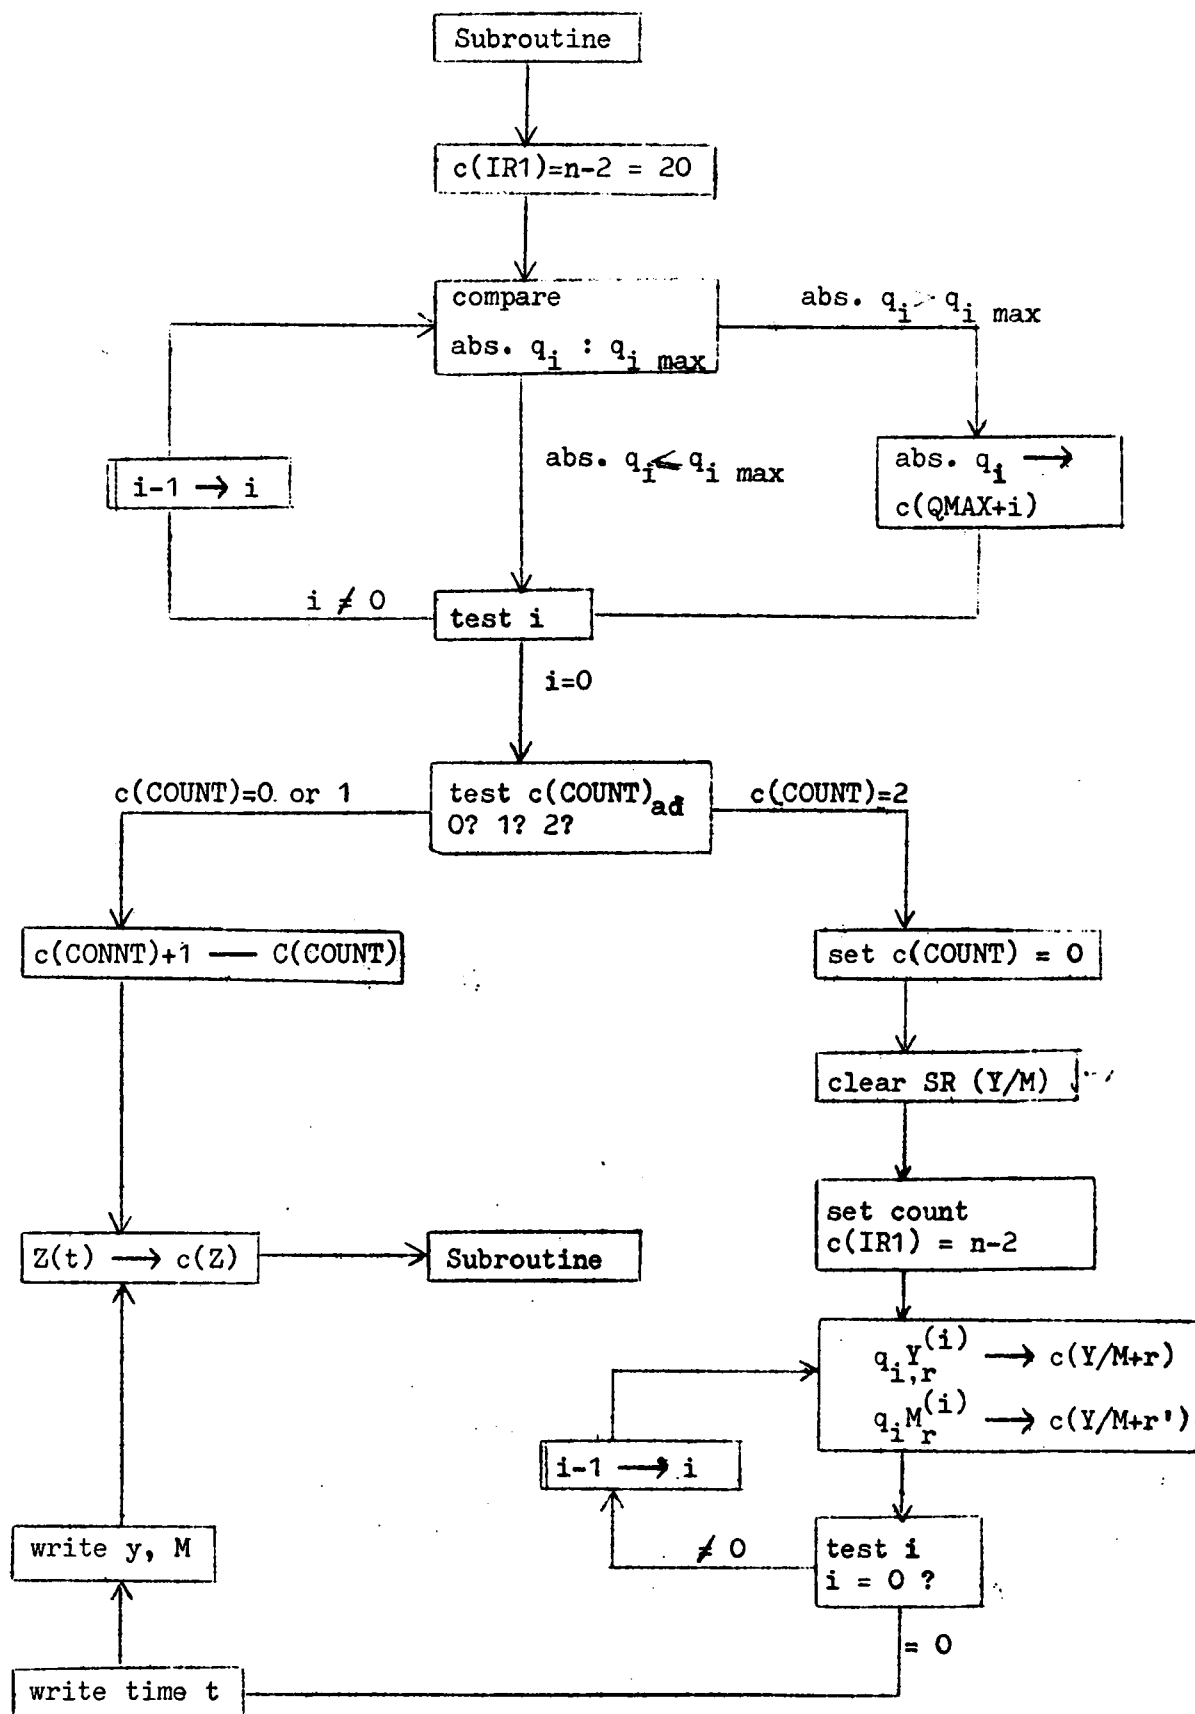 Subroutine
c(IR1)=n-2 = 20
compare
abs. q_i : q_i max
abs. q_i > q_i max
abs. q_i ≤ q_i max
abs. q_i →
c(QMAX+i)
i-1 → i
i ≠ 0
test i
i=0
c(COUNT)=0 or 1
test c(COUNT)ad
0? 1? 2?
c(COUNT)=2
c(CONNT)+1 — C(COUNT)
set c(COUNT) = 0
clear SR (Y/M)
set count
c(IR1) = n-2
Z(t) → c(Z)
Subroutine
q_i,Y_r^(i) → c(Y/M+r)
q_i M_r^(i) → c(Y/M+r')
i-1 → i
write y, M
≠ 0
test i
i = 0 ?
= 0
write time t